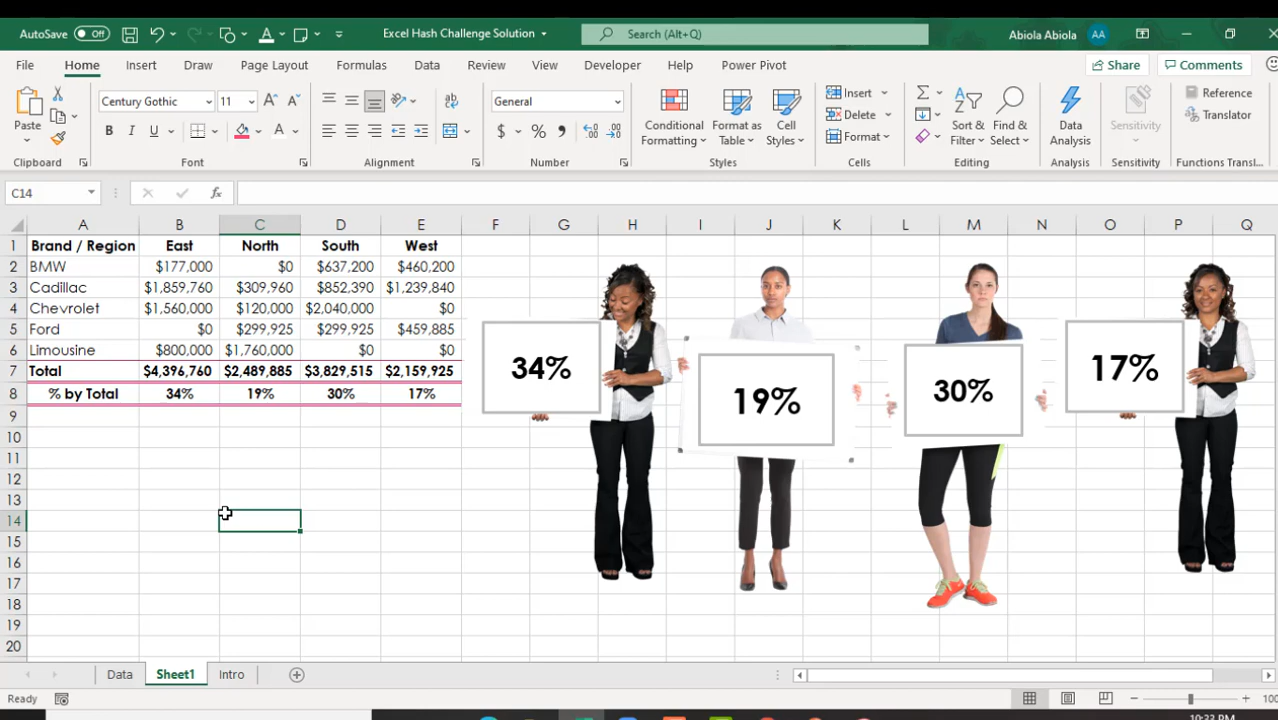 AutoSave Off Excel Hash Challenge Solution Search (Alt+Q) Abiola Abiola AA
File Home Insert Draw Page Layout Formulas Data Review View Developer Help Power Pivot Share Comments
Paste
Clipboard
Century Gothic 11
B I U
Font
Alignment
General
$ %
Number
Conditional Formatting
Format as Table
Cell Styles
Styles
Insert
Delete
Format
Cells
Sort & Filter
Find & Select
Editing
Data Analysis
Analysis
Sensitivity
Sensitivity
Reference
Translator
Functions Transl...
C14 fx
A B C D E F G H I J K L M N O P Q
1 Brand / Region East North South West
2 BMW $177,000 $0 $637,200 $460,200
3 Cadillac $1,859,760 $309,960 $852,390 $1,239,840
4 Chevrolet $1,560,000 $120,000 $2,040,000 $0
5 Ford $0 $299,925 $299,925 $459,885
6 Limousine $800,000 $1,760,000 $0 $0
7 Total $4,396,760 $2,489,885 $3,829,515 $2,159,925
8 % by Total 34% 19% 30% 17%
34%
19%
30%
17%
9
10
11
12
13
14
15
16
17
18
19
20
Data Sheet1 Intro
Ready 100
10:33 PM